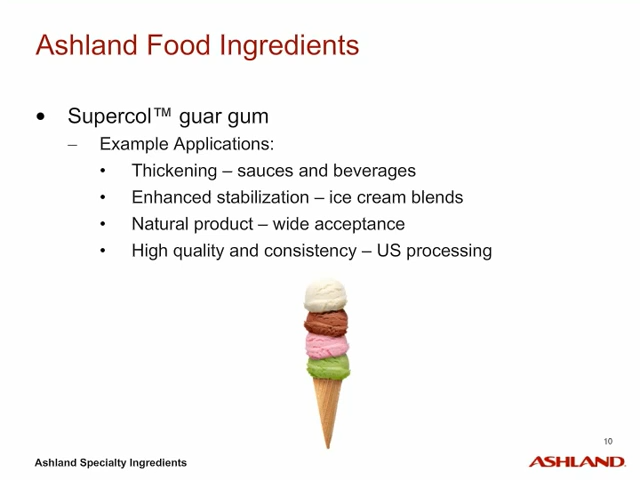 Ashland Food Ingredients
• Supercol™ guar gum
– Example Applications:
• Thickening – sauces and beverages
• Enhanced stabilization – ice cream blends
• Natural product – wide acceptance
• High quality and consistency – US processing
10
Ashland Specialty Ingredients
ASHLAND